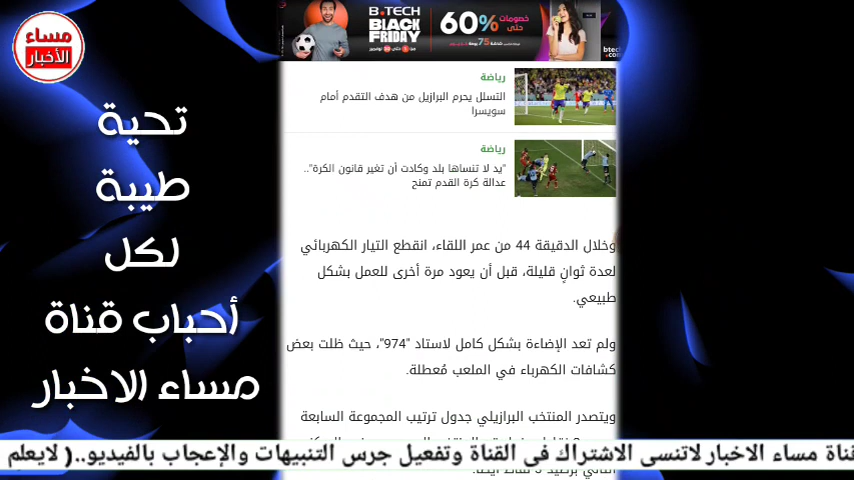 مساء
الأخبار
B.TECH
BLACK
FRIDAY
خصومات
حتى
60%
btech
.com
تحية
طيبة
لكل
أحباب قناة
مساء الاخبار
رياضة
التسلل يحرم البرازيل من هدف التقدم أمام
سويسرا
رياضة
"يد لا تنساها بلد وكادت أن تغير قانون الكرة"..
عدالة كرة القدم تمنح
وخلال الدقيقة 44 من عمر اللقاء، انقطع التيار الكهربائي
لعدة ثوانٍ قليلة، قبل أن يعود مرة أخرى للعمل بشكل
طبيعي.
ولم تعد الإضاءة بشكل كامل لاستاد "974"، حيث ظلت بعض
كشافات الكهرباء في الملعب مُعطلة.
ويتصدر المنتخب البرازيلي جدول ترتيب المجموعة السابعة
قناة مساء الاخبار لاتنسى الاشتراك في القناة وتفعيل جرس التنبيهات والإعجاب بالفيديو..( لايعلم